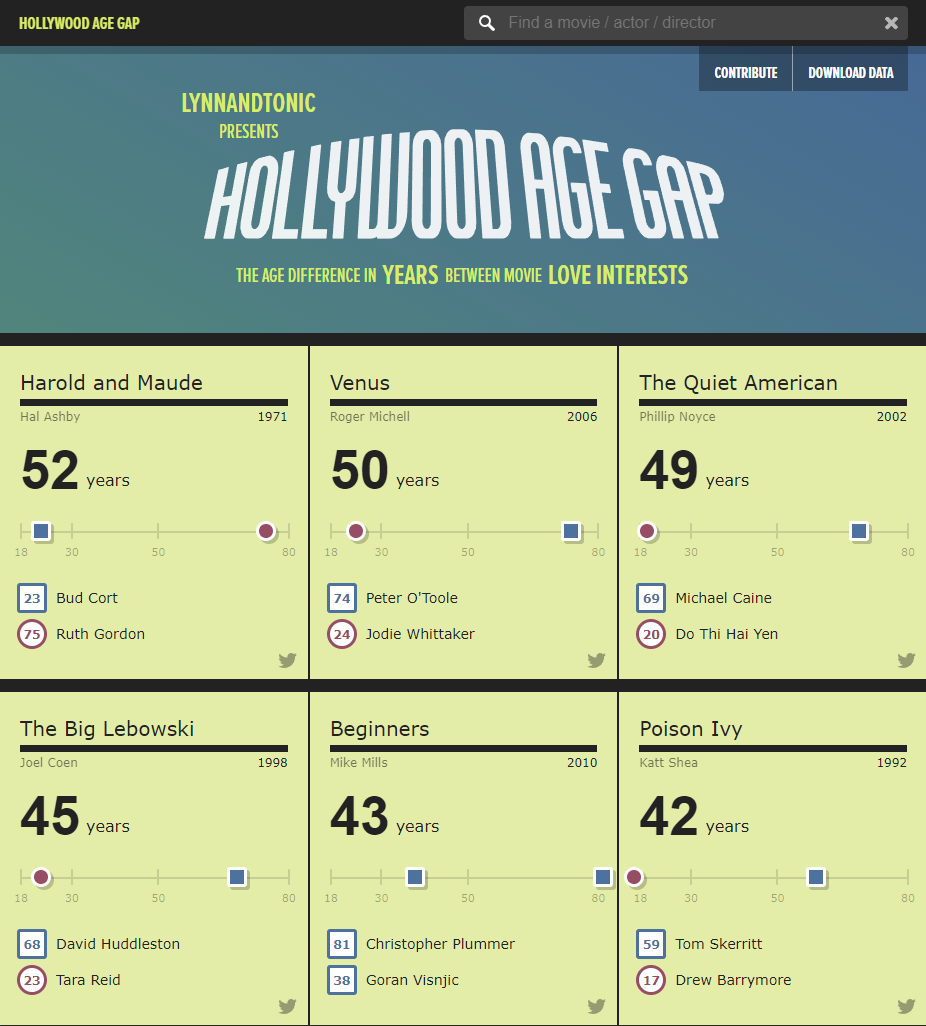 HOLLYWOOD AGE GAP
Find a movie / actor / director
CONTRIBUTE
DOWNLOAD DATA
LYNNANDTONIC
PRESENTS
HOLLYWOOD AGE GAP
THE AGE DIFFERENCE IN YEARS BETWEEN MOVIE LOVE INTERESTS
Harold and Maude
Hal Ashby 1971
52 years
18 30 50 80
23 Bud Cort
75 Ruth Gordon
Venus
Roger Michell 2006
50 years
18 30 50 80
74 Peter O'Toole
24 Jodie Whittaker
The Quiet American
Phillip Noyce 2002
49 years
18 30 50 80
69 Michael Caine
20 Do Thi Hai Yen
The Big Lebowski
Joel Coen 1998
45 years
18 30 50 80
68 David Huddleston
23 Tara Reid
Beginners
Mike Mills 2010
43 years
18 30 50 80
81 Christopher Plummer
38 Goran Visnjic
Poison Ivy
Katt Shea 1992
42 years
18 30 50 80
59 Tom Skerritt
17 Drew Barrymore